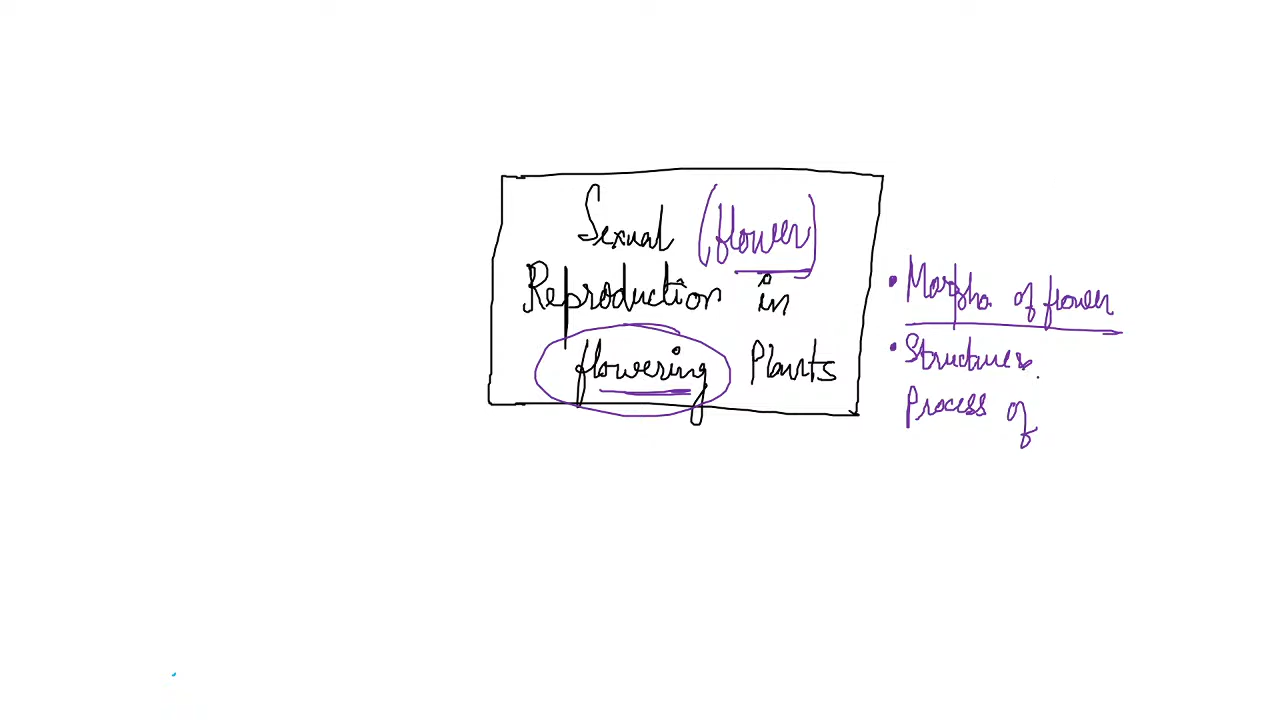 Sexual (flower)
Reproduction in
flowering Plants
• Morpho. of flower
• Structures.
Process of